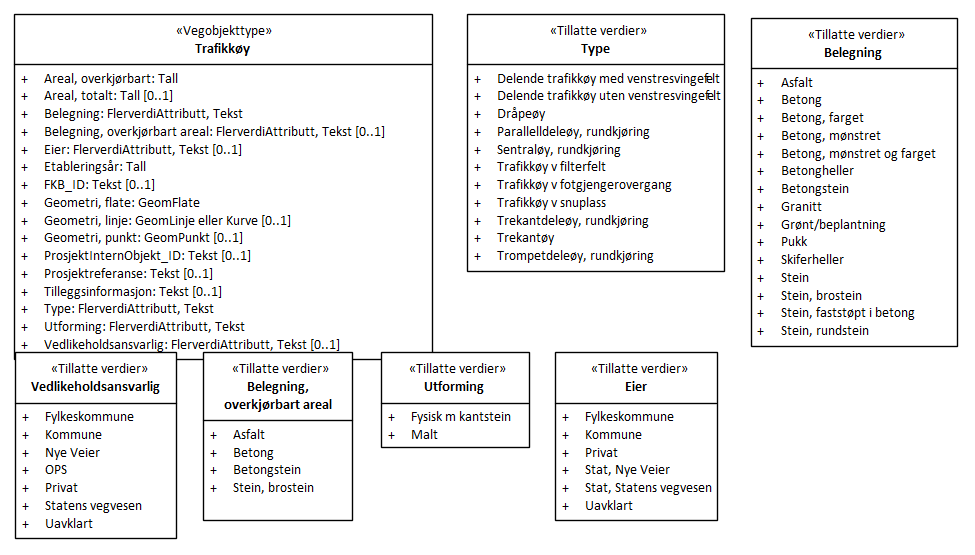 «Vegobjekttype»
Trafikkøy
+ Areal, overkjørbart: Tall
+ Areal, totalt: Tall [0..1]
+ Belegning: FlerverdiAttributt, Tekst
+ Belegning, overkjørbart areal: FlerverdiAttributt, Tekst [0..1]
+ Eier: FlerverdiAttributt, Tekst [0..1]
+ Etableringsår: Tall
+ FKB_ID: Tekst [0..1]
+ Geometri, flate: GeomFlate
+ Geometri, linje: GeomLinje eller Kurve [0..1]
+ Geometri, punkt: GeomPunkt [0..1]
+ ProsjektInternObjekt_ID: Tekst [0..1]
+ Prosjektreferanse: Tekst [0..1]
+ Tilleggsinformasjon: Tekst [0..1]
+ Type: FlerverdiAttributt, Tekst
+ Utforming: FlerverdiAttributt, Tekst
+ Vedlikeholdsansvarlig: FlerverdiAttributt, Tekst [0..1]
«Tillatte verdier»
Type
+ Delende trafikkøy med venstresvingefelt
+ Delende trafikkøy uten venstresvingefelt
+ Dråpeøy
+ Parallelldeleøy, rundkjøring
+ Sentraløy, rundkjøring
+ Trafikkøy v filterfelt
+ Trafikkøy v fotgjengerovergang
+ Trafikkøy v snuplass
+ Trekantdeleøy, rundkjøring
+ Trekantøy
+ Trompetdeleøy, rundkjøring
«Tillatte verdier»
Belegning
+ Asfalt
+ Betong
+ Betong, farget
+ Betong, mønstret
+ Betong, mønstret og farget
+ Betongheller
+ Betongstein
+ Granitt
+ Grønt/beplantning
+ Pukk
+ Skiferheller
+ Stein
+ Stein, brostein
+ Stein, faststøpt i betong
+ Stein, rundstein
«Tillatte verdier»
Vedlikeholdsansvarlig
+ Fylkeskommune
+ Kommune
+ Nye Veier
+ OPS
+ Privat
+ Statens vegvesen
+ Uavklart
«Tillatte verdier»
Belegning,
overkjørbart areal
+ Asfalt
+ Betong
+ Betongstein
+ Stein, brostein
«Tillatte verdier»
Utforming
+ Fysisk m kantstein
+ Malt
«Tillatte verdier»
Eier
+ Fylkeskommune
+ Kommune
+ Privat
+ Stat, Nye Veier
+ Stat, Statens vegvesen
+ Uavklart